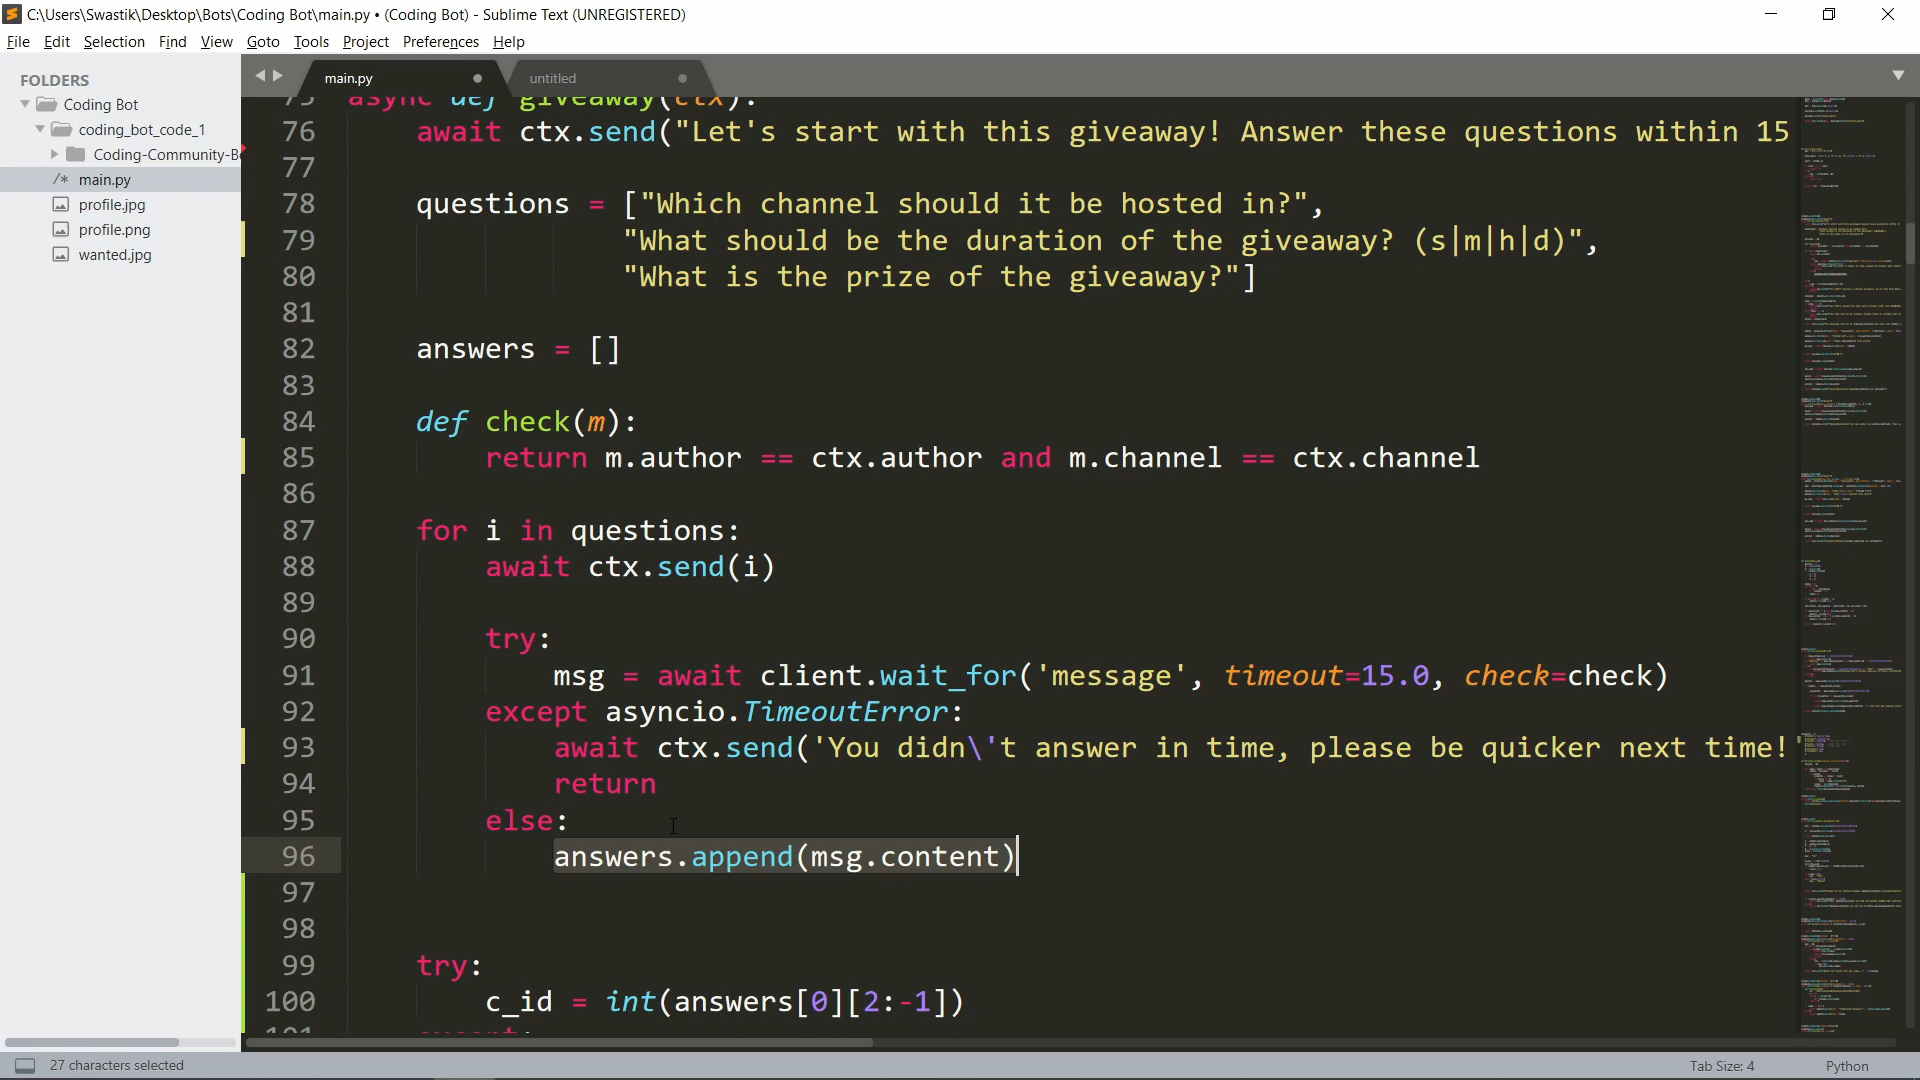 C:\Users\Swastik\Desktop\Bots\Coding Bot\main.py • (Coding Bot) - Sublime Text (UNREGISTERED)
File Edit Selection Find View Goto Tools Project Preferences Help
FOLDERS
Coding Bot
coding_bot_code_1
Coding-Community-B
/* main.py
profile.jpg
profile.png
wanted.jpg
main.py
untitled
75 async def giveaway(ctx):
76 await ctx.send("Let's start with this giveaway! Answer these questions within 15
77
78 questions = ["Which channel should it be hosted in?",
79 "What should be the duration of the giveaway? (s|m|h|d)",
80 "What is the prize of the giveaway?"]
81
82 answers = []
83
84 def check(m):
85 return m.author == ctx.author and m.channel == ctx.channel
86
87 for i in questions:
88 await ctx.send(i)
89
90 try:
91 msg = await client.wait_for('message', timeout=15.0, check=check)
92 except asyncio.TimeoutError:
93 await ctx.send('You didn\'t answer in time, please be quicker next time!'
94 return
95 else:
96 answers.append(msg.content)
97
98
99 try:
100 c_id = int(answers[0][2:-1])
101 except:
27 characters selected
Tab Size: 4
Python